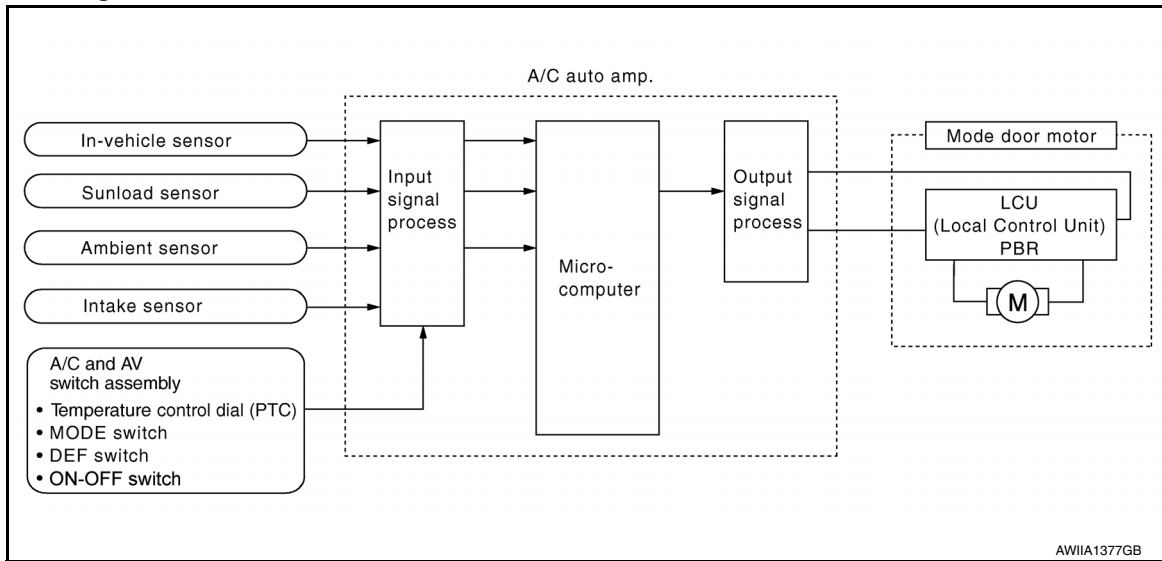 A/C auto amp.
In-vehicle sensor
Sunload sensor
Ambient sensor
Intake sensor
A/C and AV
switch assembly
• Temperature control dial (PTC)
• MODE switch
• DEF switch
• ON-OFF switch
Input
signal
process
Micro-
computer
Output
signal
process
Mode door motor
LCU
(Local Control Unit)
PBR
M
AWIIA1377GB